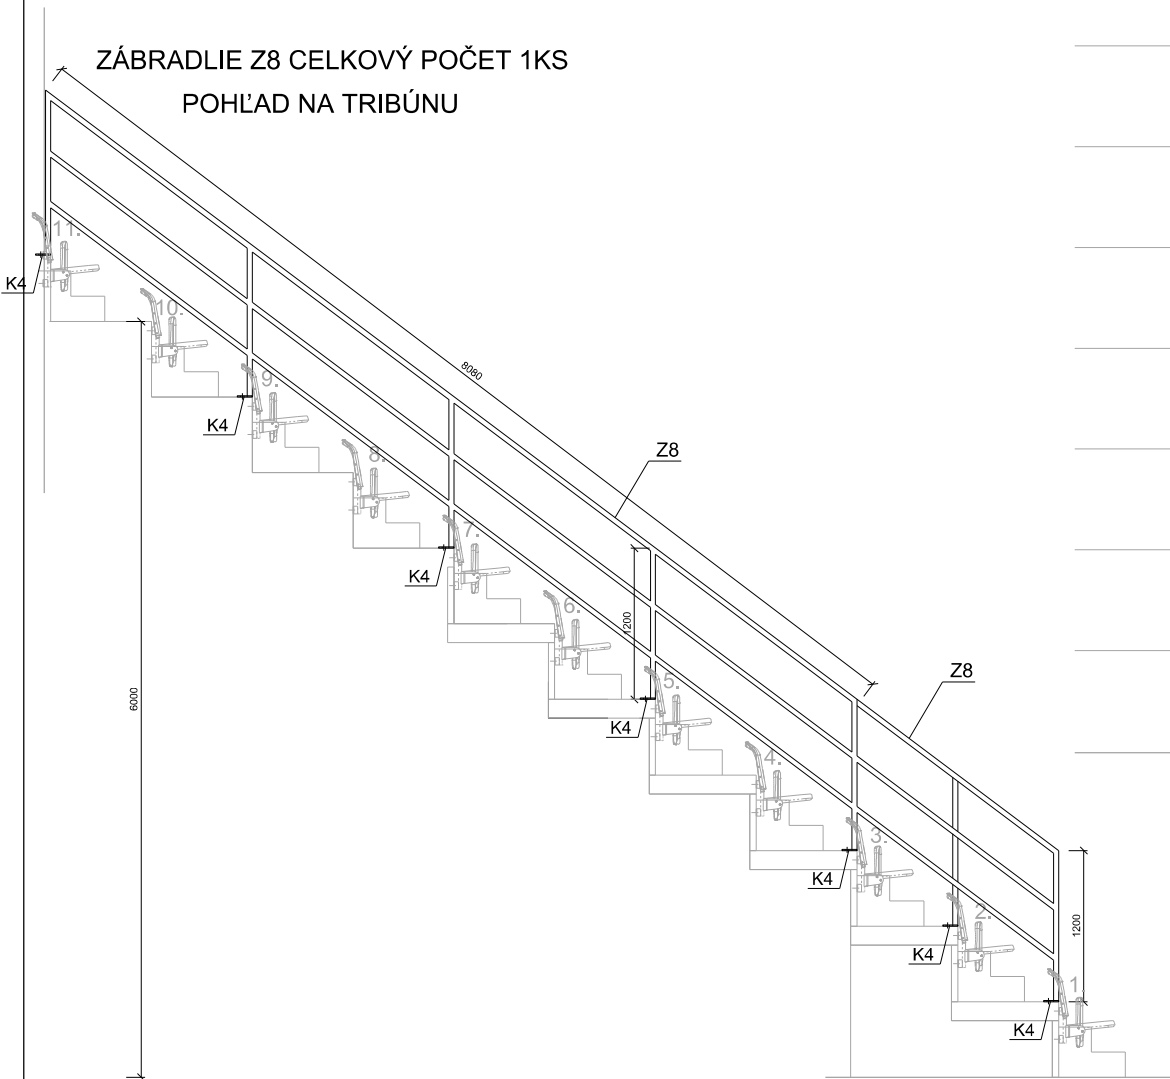 ZÁBRADLIE Z8 CELKOVÝ POČET 1KS
POHĽAD NA TRIBÚNU
11.
K4
10.
8080
9.
K4
8.
Z8
7.
K4
6.
1200
5.
Z8
6000
K4
4.
3.
K4
2.
1200
K4
1.
K4